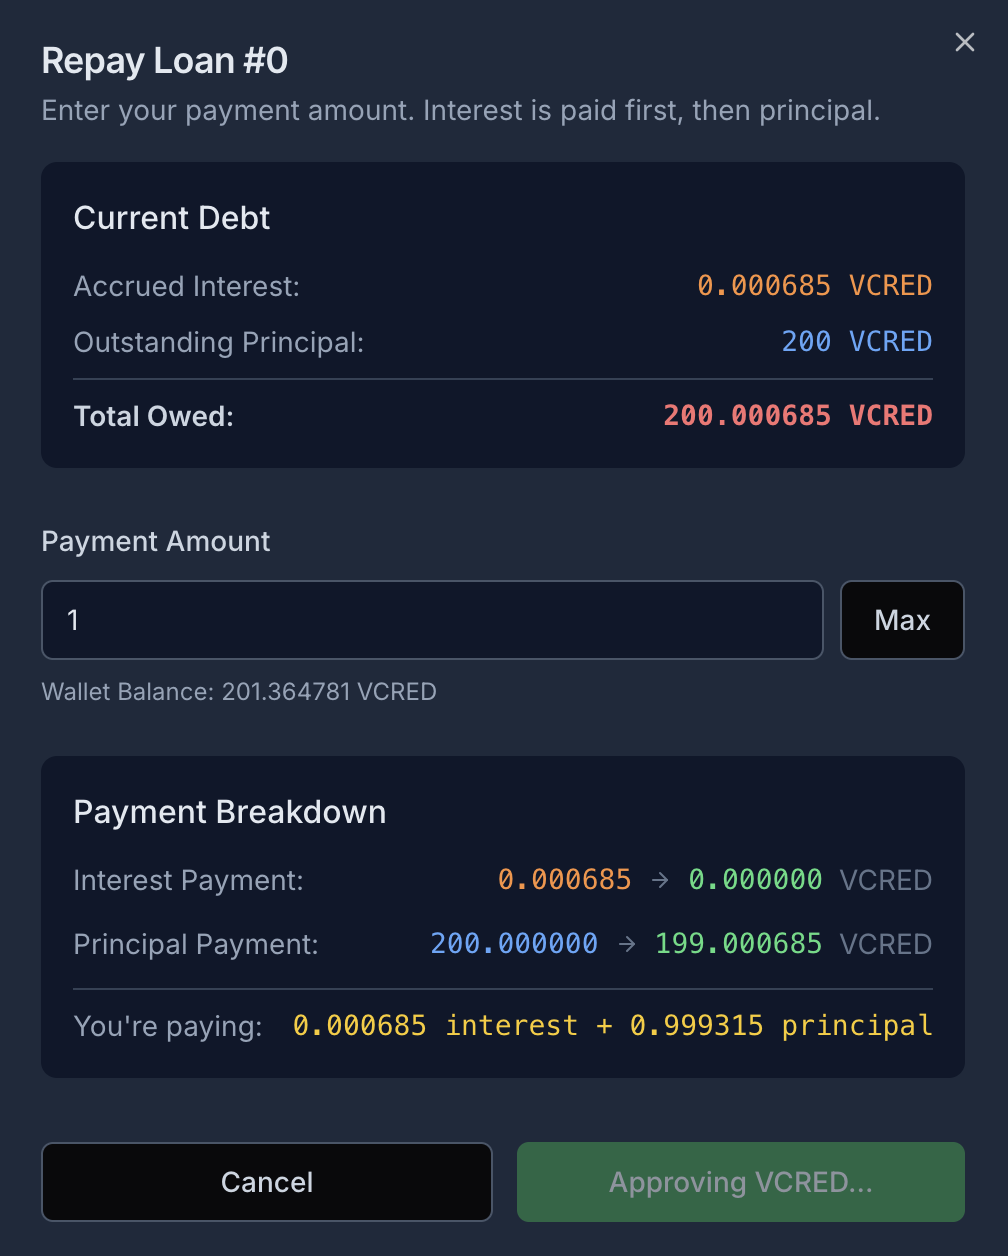 Repay Loan #0
Enter your payment amount. Interest is paid first, then principal.
Current Debt
Accrued Interest: 0.000685 VCRED
Outstanding Principal: 200 VCRED
Total Owed: 200.000685 VCRED
Payment Amount
1 Max
Wallet Balance: 201.364781 VCRED
Payment Breakdown
Interest Payment: 0.000685 → 0.000000 VCRED
Principal Payment: 200.000000 → 199.000685 VCRED
You're paying: 0.000685 interest + 0.999315 principal
Cancel Approving VCRED...